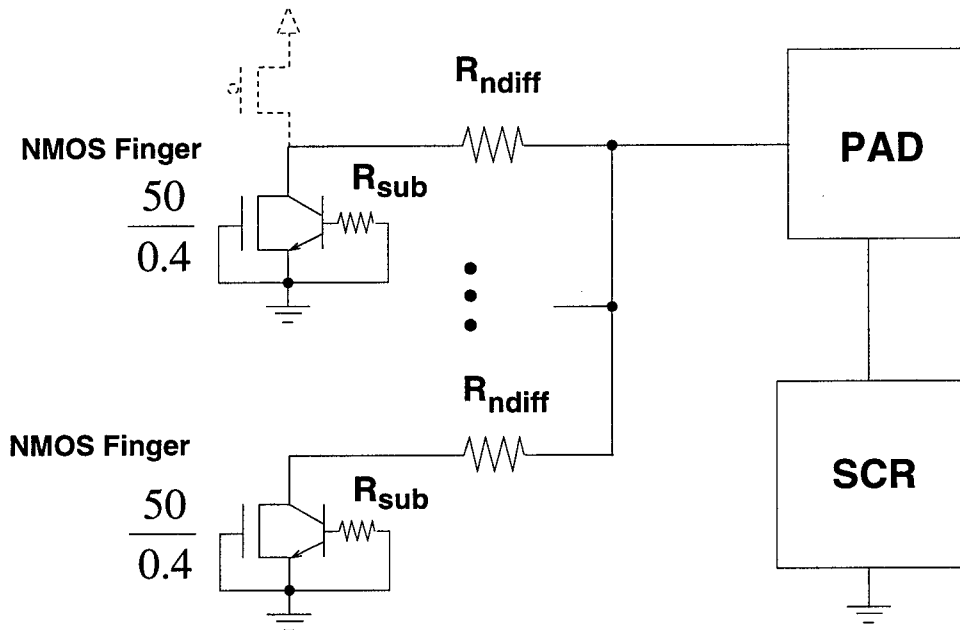 R_ndiff
PAD
NMOS Finger
50
0.4
R_sub
R_ndiff
NMOS Finger
50
0.4
R_sub
SCR